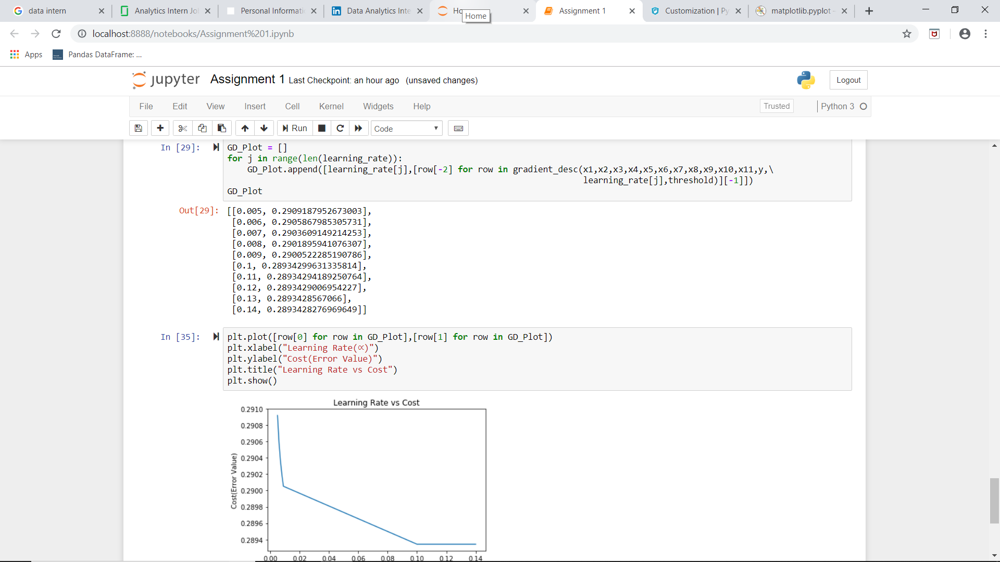 data intern
Analytics Intern Jo
Personal Informati
Data Analytics Inte
Ho
Assignment 1
Customization | Py
matplotlib.pyplot –
Home
localhost:8888/notebooks/Assignment%201.ipynb
Apps
Pandas DataFrame: ...
jupyter Assignment 1 Last Checkpoint: an hour ago (unsaved changes)
Logout
File Edit View Insert Cell Kernel Widgets Help
Trusted
Python 3
Run
Code
In [29]: GD_Plot = []
for j in range(len(learning_rate)):
GD_Plot.append([learning_rate[j],[row[-2] for row in gradient_desc(x1,x2,x3,x4,x5,x6,x7,x8,x9,x10,x11,y,\
learning_rate[j],threshold)][-1]])
GD_Plot
Out[29]: [[0.005, 0.2909187952673003],
[0.006, 0.2905867985305731],
[0.007, 0.2903609149214253],
[0.008, 0.2901895941076307],
[0.009, 0.2900522285190786],
[0.1, 0.28934299631335814],
[0.11, 0.28934294189250764],
[0.12, 0.2893429006954227],
[0.13, 0.2893428567066],
[0.14, 0.2893428276969649]]
In [35]: plt.plot([row[0] for row in GD_Plot],[row[1] for row in GD_Plot])
plt.xlabel("Learning Rate(∝)")
plt.ylabel("Cost(Error Value)")
plt.title("Learning Rate vs Cost")
plt.show()
Learning Rate vs Cost
0.2910
0.2908
0.2906
0.2904
0.2902
0.2900
0.2898
0.2896
0.2894
Cost(Error Value)
0.00 0.02 0.04 0.06 0.08 0.10 0.12 0.14